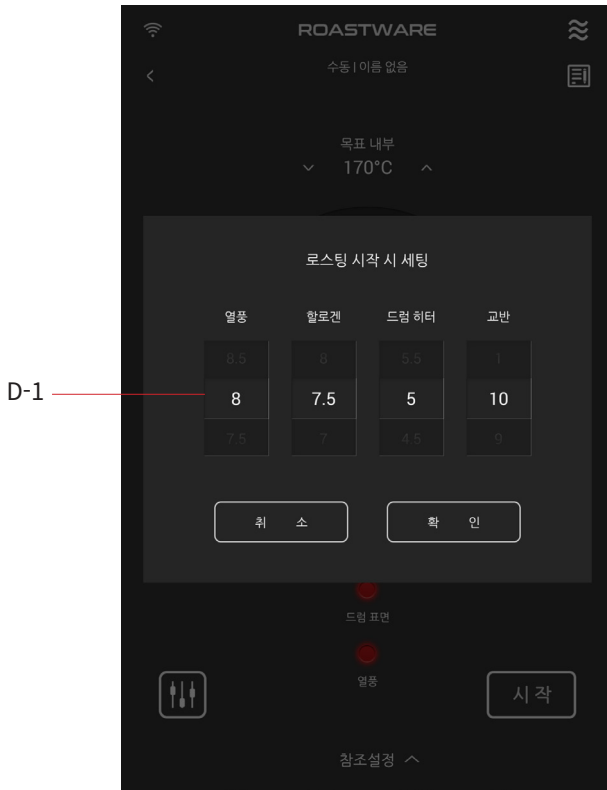 ROASTWARE
수동 | 이름 없음
목표 내부
170°C
로스팅 시작 시 세팅
열풍 할로겐 드럼 히터 교반
8.5 8 5.5 1
D-1 8 7.5 5 10
7.5 7 4.5 9
취 소 확 인
드럼 표면
열풍
시작
참조설정